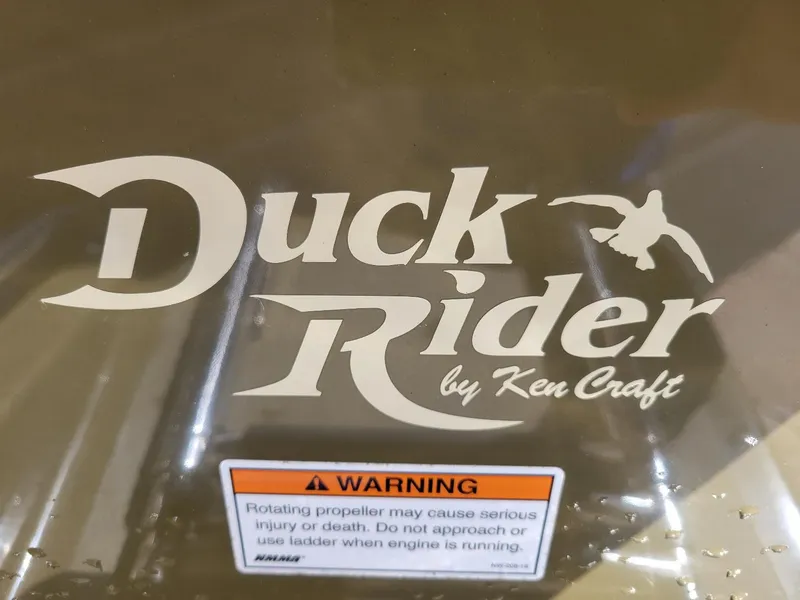 Duck
Rider
by Ken Craft
WARNING
Rotating propeller may cause serious
injury or death. Do not approach or
use ladder when engine is running.
NMMA